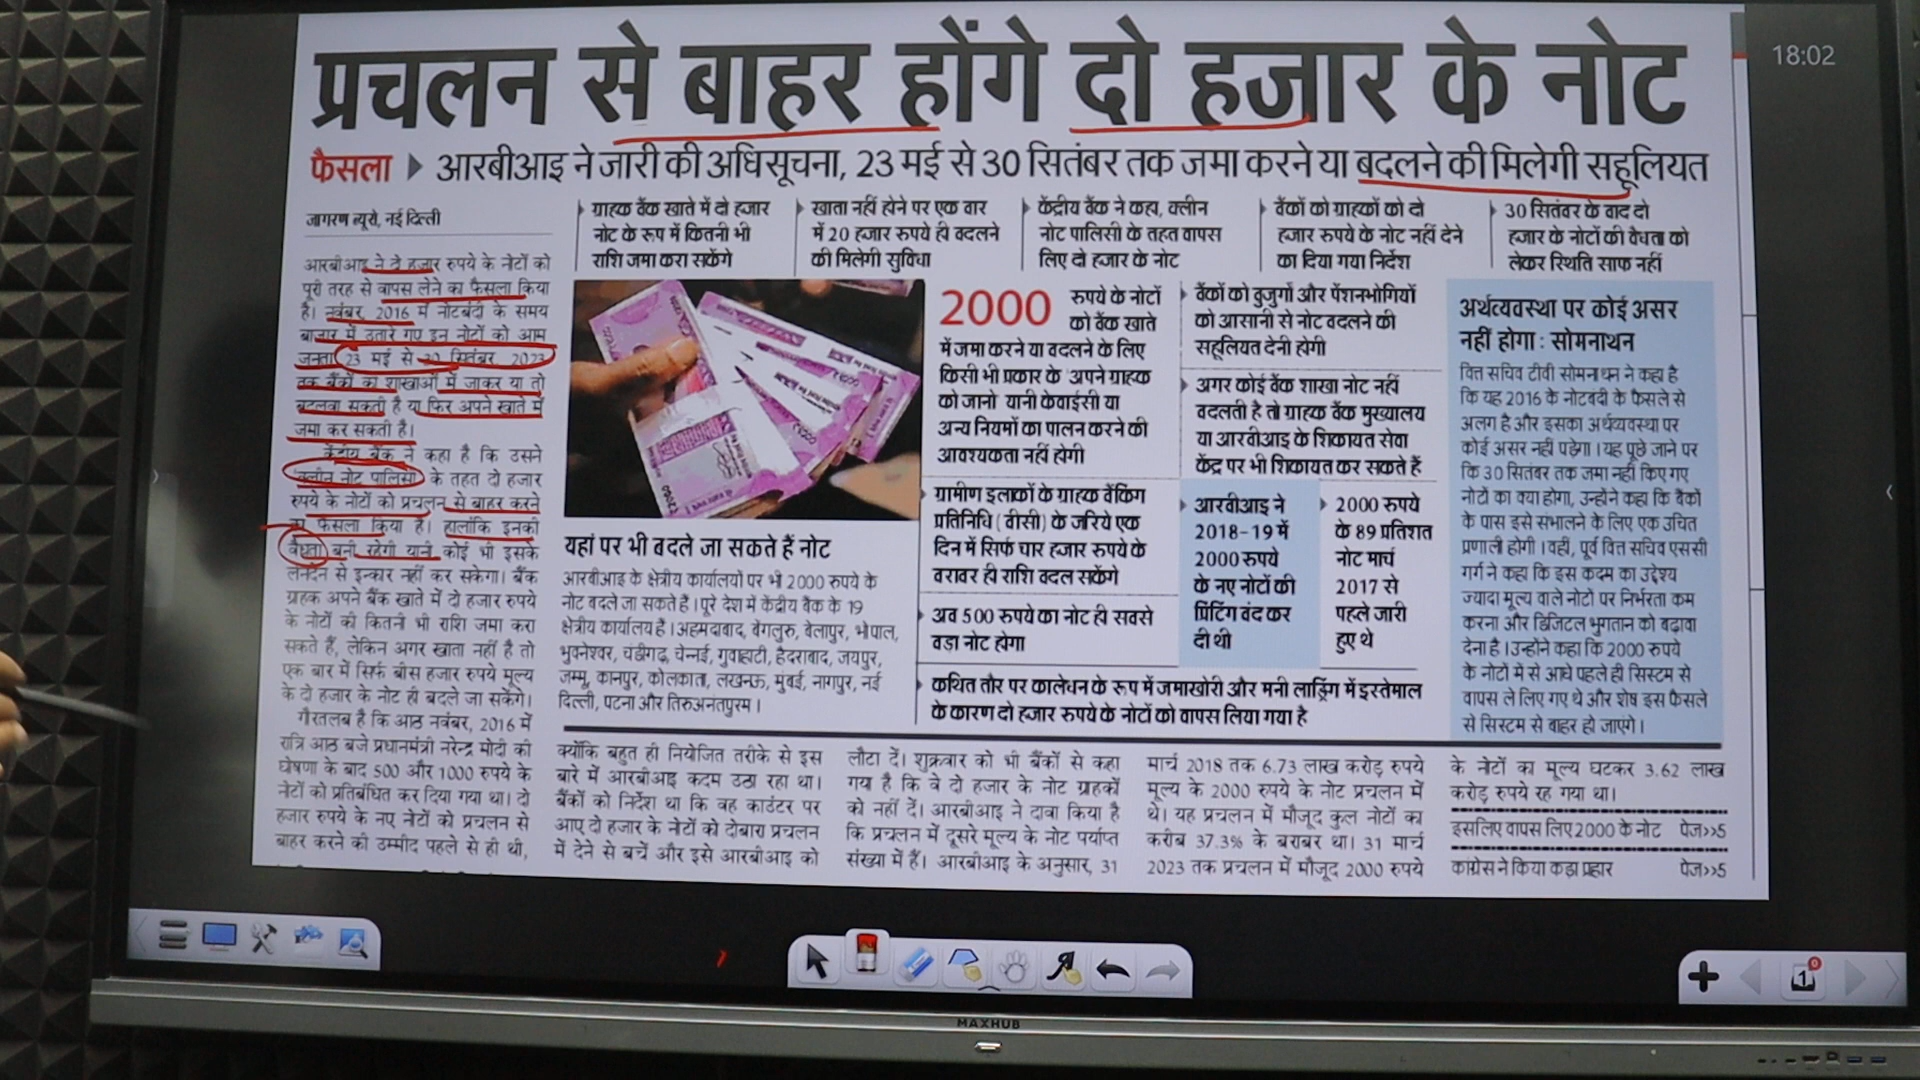 प्रचलन से बाहर होंगे दो हजार के नोट
18:02
फैसला
आरबीआइ ने जारी की अधिसूचना, 23 मई से 30 सितंबर तक जमा करने या बदलने की मिलेगी सहूलियत
जागरण ब्यूरो, नई दिल्ली
आरबीआइ ने दो हजार रुपये के नोटों को
पूरी तरह से वापस लेने का फैसला किया
है। नवंबर, 2016 में नोटबंदी के समय
बाजार में उतारे गए इन नोटों को आम
जनता 23 मई से 30 सितंबर 2023
तक बैंकों की शाखाओं में जाकर या तो
बदलवा सकती है या फिर अपने खाते में
जमा कर सकती है।
केंद्रीय बैंक ने कहा है कि उसने
क्लीन नोट पालिसी के तहत दो हजार
रुपये के नोटों को प्रचलन से बाहर करने
का फैसला किया है। हालांकि इनकी
वैधता बनी रहेगी यानी कोई भी इसके
लेनदेन से इन्कार नहीं कर सकेगा। बैंक
ग्राहक अपने बैंक खाते में दो हजार रुपये
के नोटों की कितनी भी राशि जमा करा
सकते हैं, लेकिन अगर खाता नहीं है तो
एक बार में सिर्फ बीस हजार रुपये मूल्य
के दो हजार के नोट ही बदले जा सकेंगे।
गौरतलब है कि आठ नवंबर, 2016 में
रात्रि आठ बजे प्रधानमंत्री नरेन्द्र मोदी की
घोषणा के बाद 500 और 1000 रुपये के
नोटों को प्रतिबंधित कर दिया गया था। दो
हजार रुपये के नए नोटों को प्रचलन से
बाहर करने की उम्मीद पहले से ही थी,
ग्राहक बैंक खाते में दो हजार
नोट के रूप में कितनी भी
राशि जमा करा सकेंगे
खाता नहीं होने पर एक बार
में 20 हजार रुपये ही बदलने
की मिलेगी सुविधा
केंद्रीय बैंक ने कहा, क्लीन
नोट पालिसी के तहत वापस
लिए दो हजार के नोट
बैंकों को ग्राहकों को दो
हजार रुपये के नोट नहीं देने
का दिया गया निर्देश
30 सितंबर के बाद दो
हजार के नोटों की वैधता को
लेकर स्थिति साफ नहीं
यहां पर भी बदले जा सकते हैं नोट
आरबीआइ के क्षेत्रीय कार्यालयों पर भी 2000 रुपये के
नोट बदले जा सकते हैं। पूरे देश में केंद्रीय बैंक के 19
क्षेत्रीय कार्यालय हैं। अहमदाबाद, बेंगलुरु, बेलापुर, भोपाल,
भुवनेश्वर, चंडीगढ़, चेन्नई, गुवाहाटी, हैदराबाद, जयपुर,
जम्मू, कानपुर, कोलकाता, लखनऊ, मुंबई, नागपुर, नई
दिल्ली, पटना और तिरुअनंतपुरम।
2000 रुपये के नोटों
को बैंक खाते
में जमा करने या बदलने के लिए
किसी भी प्रकार के 'अपने ग्राहक
को जानो' यानी केवाईसी या
अन्य नियमों का पालन करने की
आवश्यकता नहीं होगी
ग्रामीण इलाकों के ग्राहक बैंकिंग
प्रतिनिधि (बीसी) के जरिये एक
दिन में सिर्फ चार हजार रुपये के
बराबर ही राशि बदल सकेंगे
अब 500 रुपये का नोट ही सबसे
बड़ा नोट होगा
बैंकों को बुजुर्गों और पेंशनभोगियों
को आसानी से नोट बदलने की
सहूलियत देनी होगी
अगर कोई बैंक शाखा नोट नहीं
बदलती है तो ग्राहक बैंक मुख्यालय
या आरबीआइ के शिकायत सेवा
केंद्र पर भी शिकायत कर सकते हैं
आरबीआइ ने
2018-19 में
2000 रुपये
के नए नोटों की
प्रिंटिंग बंद कर
दी थी
2000 रुपये
के 89 प्रतिशत
नोट मार्च
2017 से
पहले जारी
हुए थे
कथित तौर पर कालेधन के रूप में जमाखोरी और मनी लांड्रिंग में इस्तेमाल
के कारण दो हजार रुपये के नोटों को वापस लिया गया है
अर्थव्यवस्था पर कोई असर
नहीं होगा : सोमनाथन
वित्त सचिव टीवी सोमनाथन ने कहा है
कि यह 2016 के नोटबंदी के फैसले से
अलग है और इसका अर्थव्यवस्था पर
कोई असर नहीं पड़ेगा। यह पूछे जाने पर
कि 30 सितंबर तक जमा नहीं किए गए
नोटों का क्या होगा, उन्होंने कहा कि बैंकों
के पास इसे संभालने के लिए एक उचित
प्रणाली होगी। वहीं, पूर्व वित्त सचिव एससी
गर्ग ने कहा कि इस कदम का उद्देश्य
ज्यादा मूल्य वाले नोटों पर निर्भरता कम
करना और डिजिटल भुगतान को बढ़ावा
देना है। उन्होंने कहा कि 2000 रुपये
के नोटों में से आधे पहले ही सिस्टम से
वापस ले लिए गए थे और शेष इस फैसले
से सिस्टम से बाहर हो जाएंगे।
क्योंकि बहुत ही नियोजित तरीके से इस
बारे में आरबीआइ कदम उठा रहा था।
बैंकों को निर्देश था कि वह काउंटर पर
आए दो हजार के नोटों को दोबारा प्रचलन
में देने से बचें और इसे आरबीआइ को
लौटा दें। शुक्रवार को भी बैंकों से कहा
गया है कि वे दो हजार के नोट ग्राहकों
को नहीं दें। आरबीआइ ने दावा किया है
कि प्रचलन में दूसरे मूल्य के नोट पर्याप्त
संख्या में हैं। आरबीआइ के अनुसार, 31
मार्च 2018 तक 6.73 लाख करोड़ रुपये
मूल्य के 2000 रुपये के नोट प्रचलन में
थे। यह प्रचलन में मौजूद कुल नोटों का
करीब 37.3% के बराबर था। 31 मार्च
2023 तक प्रचलन में मौजूद 2000 रुपये
के नोटों का मूल्य घटकर 3.62 लाख
करोड़ रुपये रह गया था।
इसलिए वापस लिए 2000 के नोट पेज>>5
कांग्रेस ने किया कड़ा प्रहार पेज>>5
1
0
MAXHUB